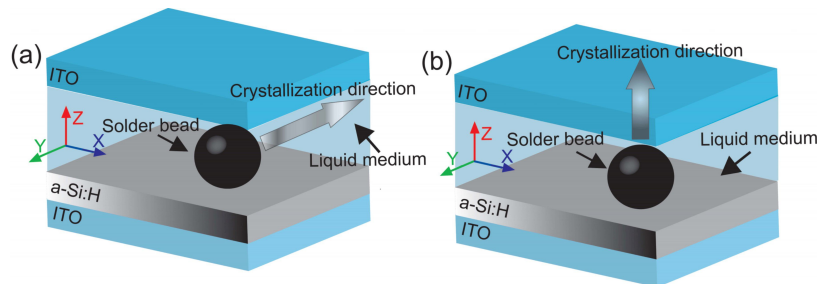 (a)
ITO
Crystallization direction
Solder bead
Z
Y
X
Liquid medium
a-Si:H
ITO
(b)
Crystallization direction
ITO
Solder bead
Liquid medium
Z
Y
X
a-Si:H
ITO